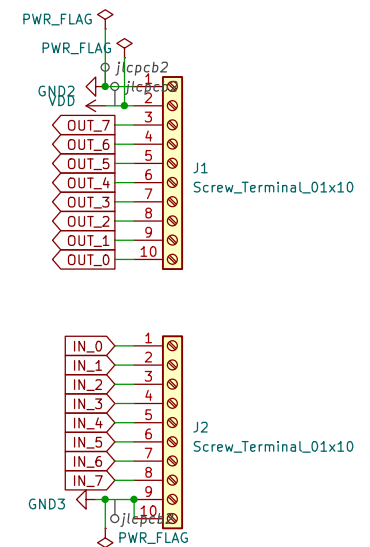 PWR_FLAG
PWR_FLAG
jlcpcb2
GND2 jlcpcb2 1
VDD 2
OUT_7 3
OUT_6 4
OUT_5 5
OUT_4 6
OUT_3 7
OUT_2 8
OUT_1 9
OUT_0 10
J1
Screw_Terminal_01x10
IN_0 1
IN_1 2
IN_2 3
IN_3 4
IN_4 5
IN_5 6
IN_6 7
IN_7 8
J2
Screw_Terminal_01x10
GND3 9
jlcpcb2 10
PWR_FLAG